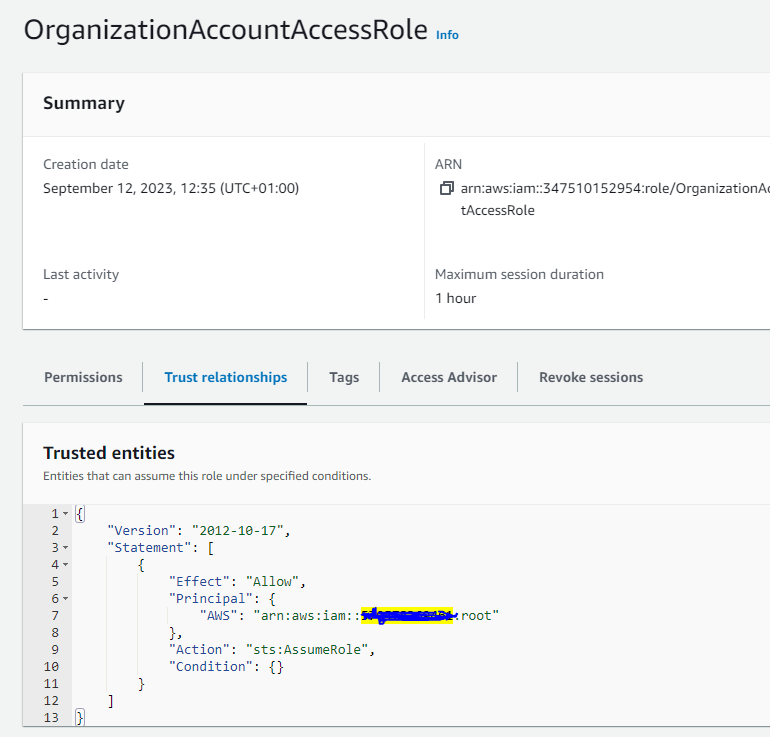 OrganizationAccountAccessRole Info
Summary
Creation date
September 12, 2023, 12:35 (UTC+01:00)
ARN
arn:aws:iam::347510152954:role/OrganizationAc
tAccessRole
Last activity
-
Maximum session duration
1 hour
Permissions
Trust relationships
Tags
Access Advisor
Revoke sessions
Trusted entities
Entities that can assume this role under specified conditions.
1 {
2 "Version": "2012-10-17",
3 "Statement": [
4 {
5 "Effect": "Allow",
6 "Principal": {
7 "AWS": "arn:aws:iam:: :root"
8 },
9 "Action": "sts:AssumeRole",
10 "Condition": {}
11 }
12 ]
13 }